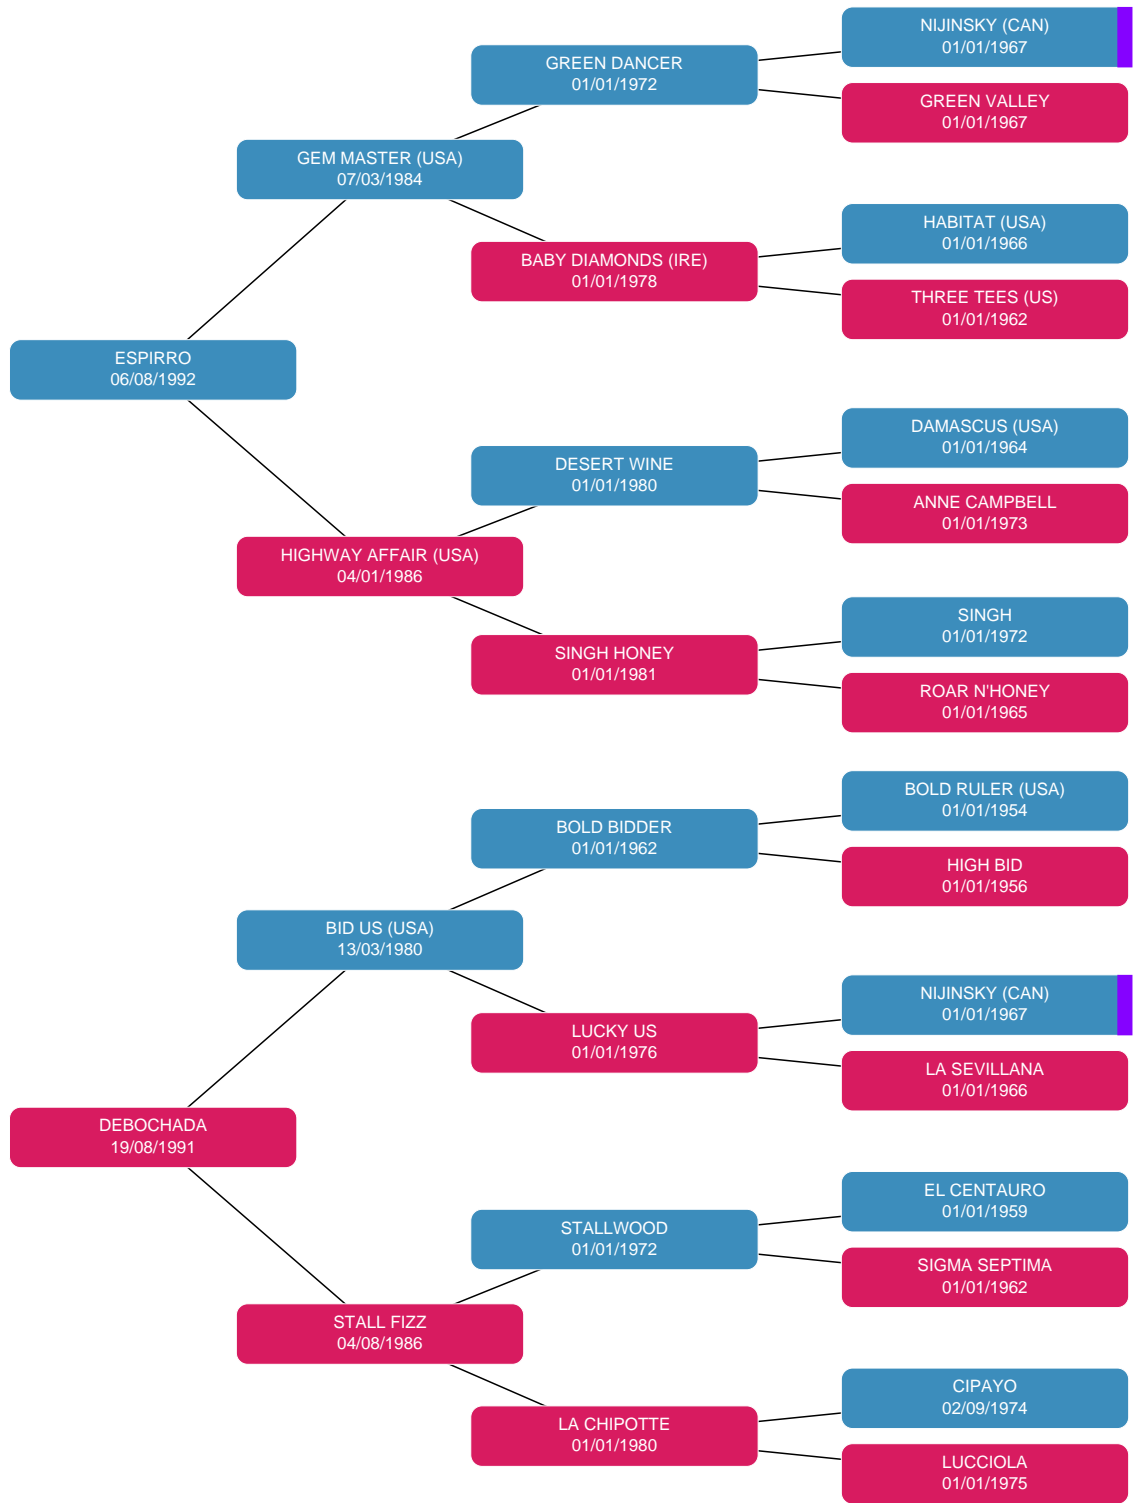 NIJINSKY (CAN)
01/01/1967
GREEN DANCER
01/01/1972
GREEN VALLEY
01/01/1967
GEM MASTER (USA)
07/03/1984
HABITAT (USA)
01/01/1966
BABY DIAMONDS (IRE)
01/01/1978
THREE TEES (US)
01/01/1962
ESPIRRO
06/08/1992
DAMASCUS (USA)
01/01/1964
DESERT WINE
01/01/1980
ANNE CAMPBELL
01/01/1973
HIGHWAY AFFAIR (USA)
04/01/1986
SINGH
01/01/1972
SINGH HONEY
01/01/1981
ROAR N'HONEY
01/01/1965
BOLD RULER (USA)
01/01/1954
BOLD BIDDER
01/01/1962
HIGH BID
01/01/1956
BID US (USA)
13/03/1980
NIJINSKY (CAN)
01/01/1967
LUCKY US
01/01/1976
LA SEVILLANA
01/01/1966
DEBOCHADA
19/08/1991
EL CENTAURO
01/01/1959
STALLWOOD
01/01/1972
SIGMA SEPTIMA
01/01/1962
STALL FIZZ
04/08/1986
CIPAYO
02/09/1974
LA CHIPOTTE
01/01/1980
LUCCIOLA
01/01/1975